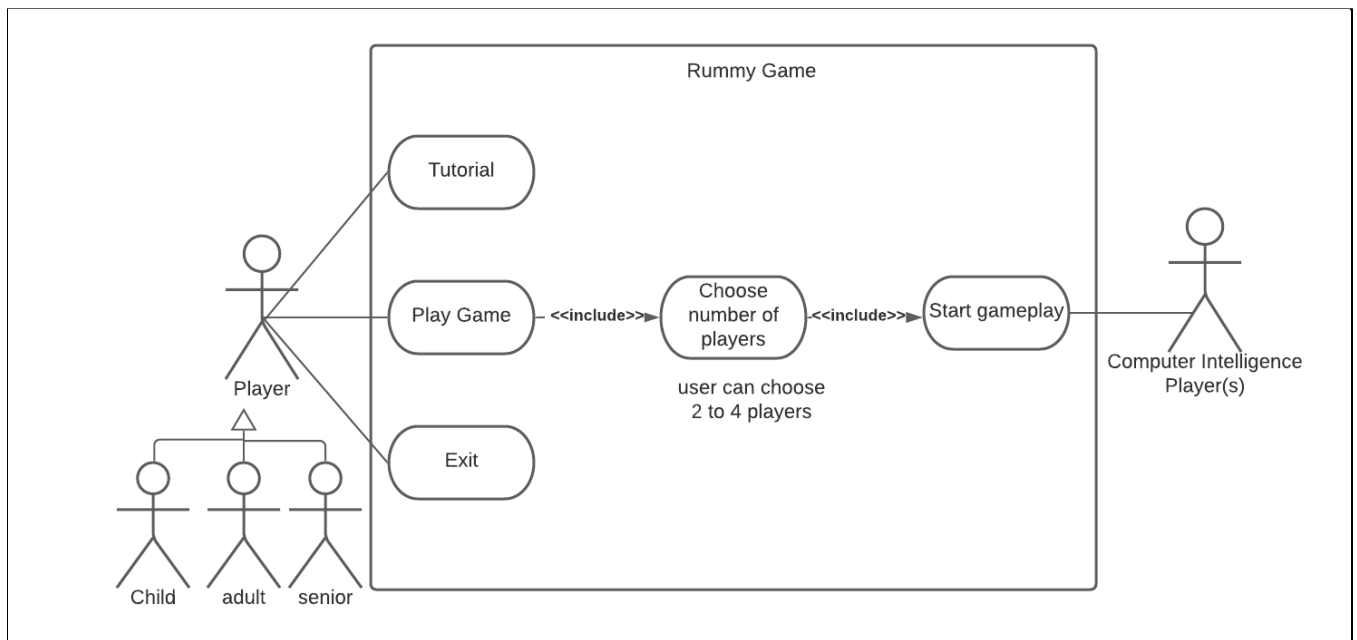 Rummy Game
Tutorial
Play Game
<<include>>
Choose
number of
players
<<include>>
Start gameplay
user can choose
2 to 4 players
Exit
Player
Child
adult
senior
Computer Intelligence
Player(s)